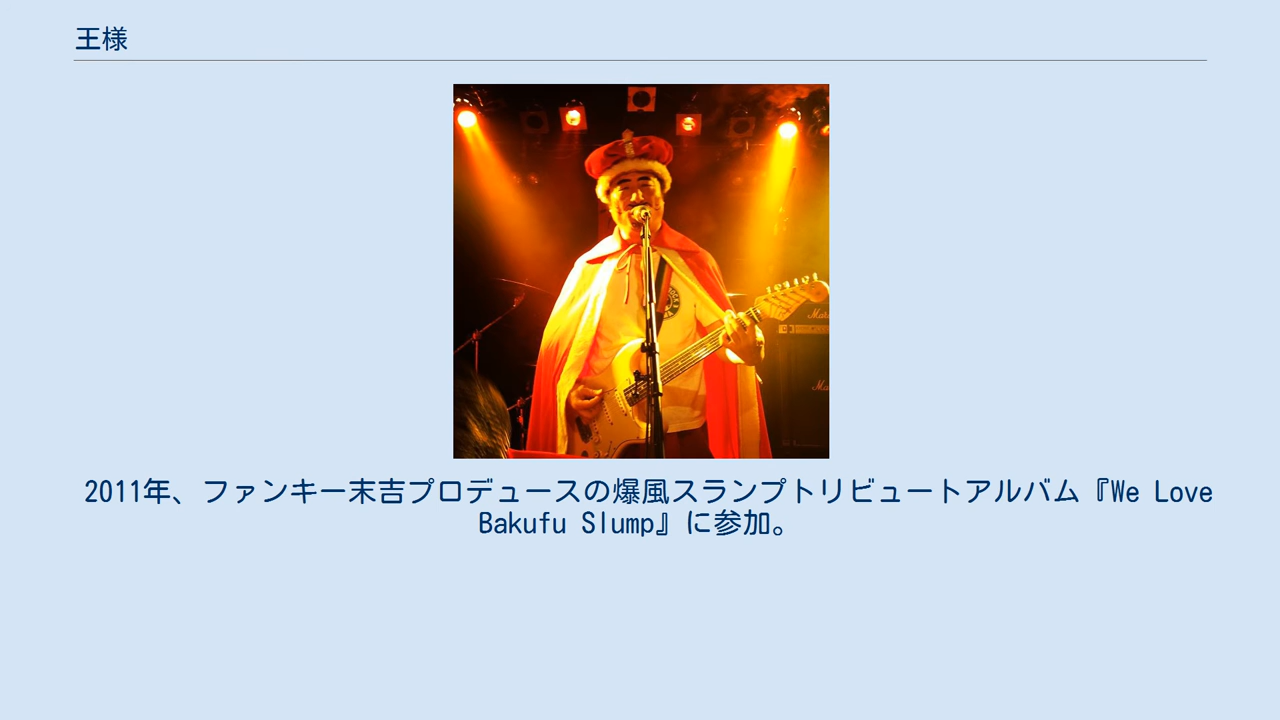 王様
2011年、ファンキー末吉プロデュースの爆風スランプトリビュートアルバム『We Love
Bakufu Slump』に参加。